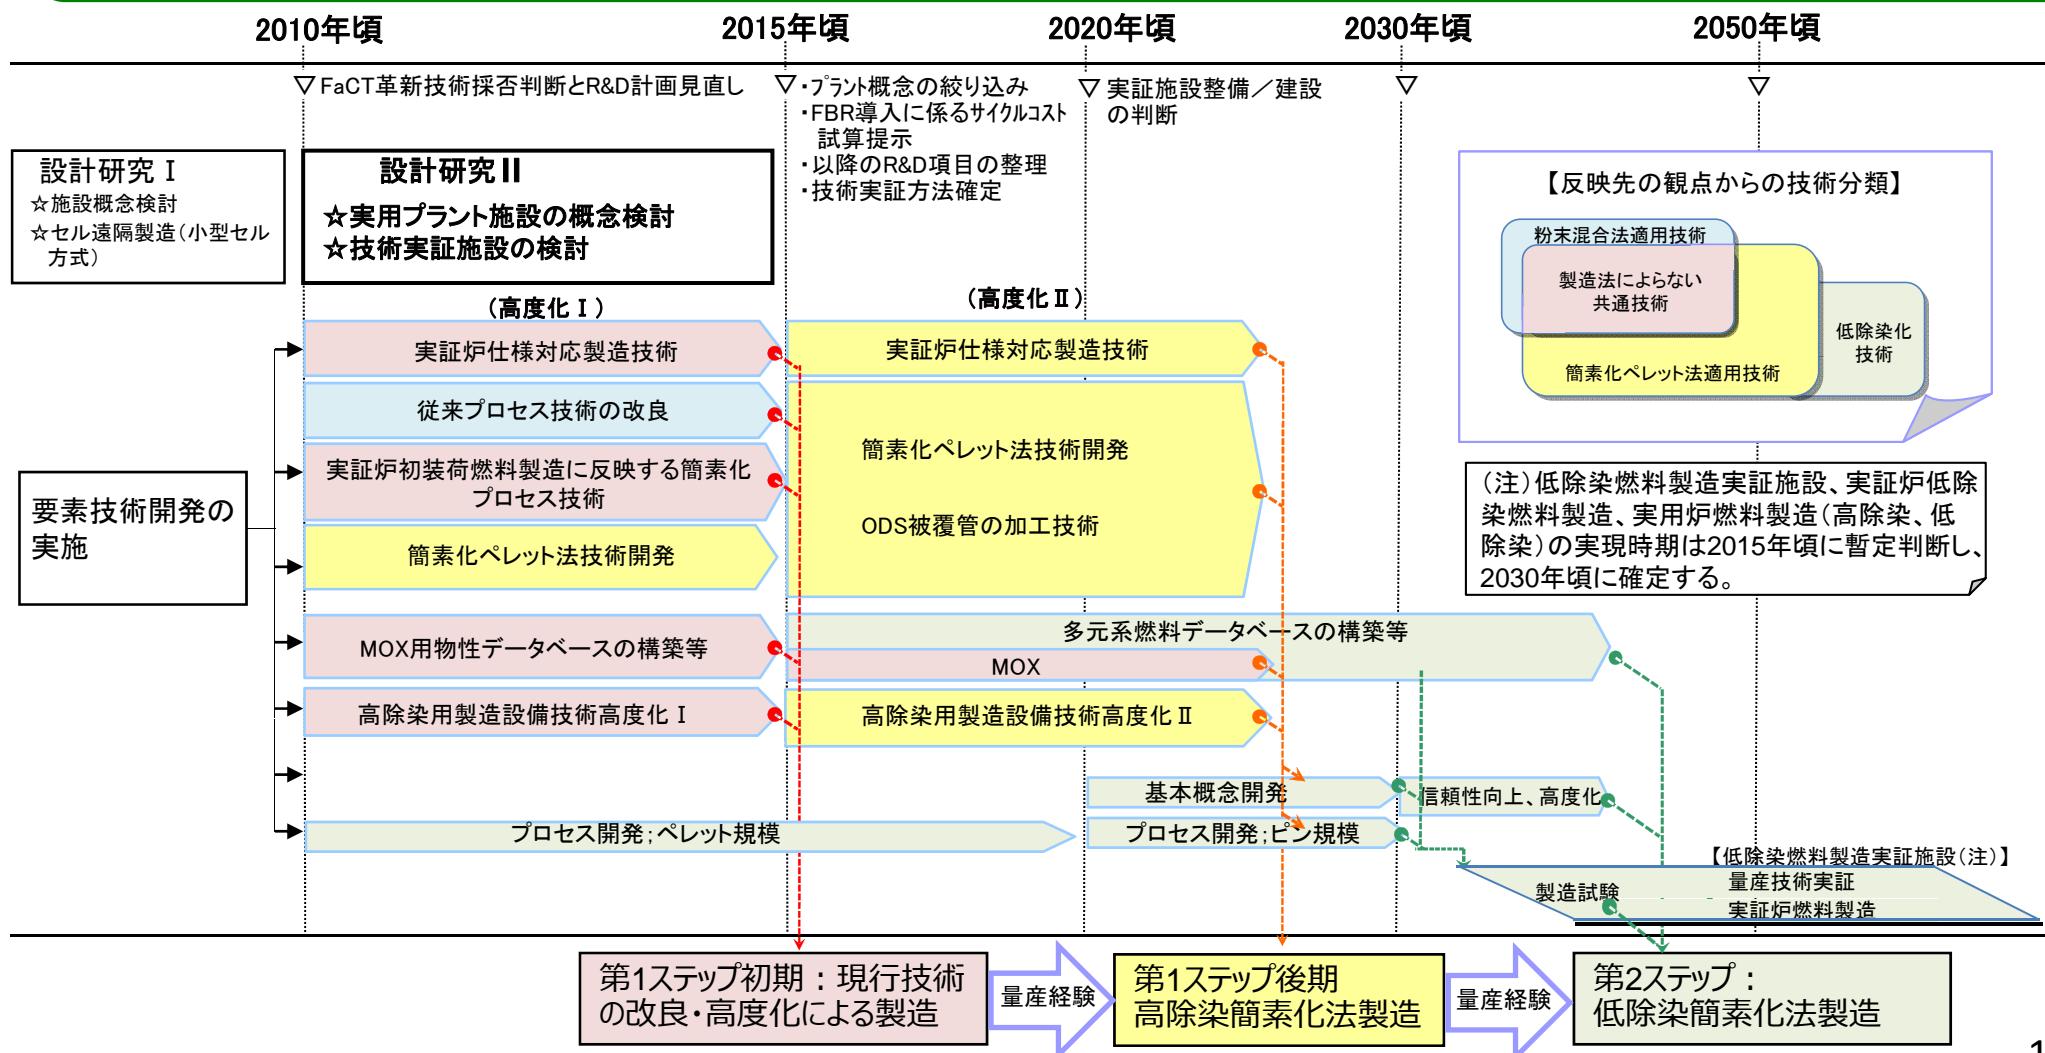 2010年頃
2015年頃
2020年頃
2030年頃
2050年頃
▽FaCT革新技術採否判断とR&D計画見直し
▽・プラント概念の絞り込み
・FBR導入に係るサイクルコスト
試算提示
・以降のR&D項目の整理
・技術実証方法確定
▽実証施設整備／建設
の判断
▽
▽
設計研究Ⅰ
☆施設概念検討
☆セル遠隔製造(小型セル
方式)
設計研究Ⅱ
☆実用プラント施設の概念検討
☆技術実証施設の検討
【反映先の観点からの技術分類】
粉末混合法適用技術
製造法によらない
共通技術
低除染化
技術
簡素化ペレット法適用技術
(高度化Ⅰ)
(高度化Ⅱ)
実証炉仕様対応製造技術
実証炉仕様対応製造技術
従来プロセス技術の改良
簡素化ペレット法技術開発
ODS被覆管の加工技術
実証炉初装荷燃料製造に反映する簡素化
プロセス技術
簡素化ペレット法技術開発
要素技術開発の
実施
(注)低除染燃料製造実証施設、実証炉低除
染燃料製造、実用炉燃料製造(高除染、低
除染)の実現時期は2015年頃に暫定判断し、
2030年頃に確定する。
MOX用物性データベースの構築等
多元系燃料データベースの構築等
MOX
高除染用製造設備技術高度化Ⅰ
高除染用製造設備技術高度化Ⅱ
基本概念開発
信頼性向上、高度化
プロセス開発;ペレット規模
プロセス開発;ピン規模
【低除染燃料製造実証施設(注)】
製造試験
量産技術実証
実証炉燃料製造
第1ステップ初期：現行技術
の改良・高度化による製造
量産経験
第1ステップ後期
高除染簡素化法製造
量産経験
第2ステップ：
低除染簡素化法製造